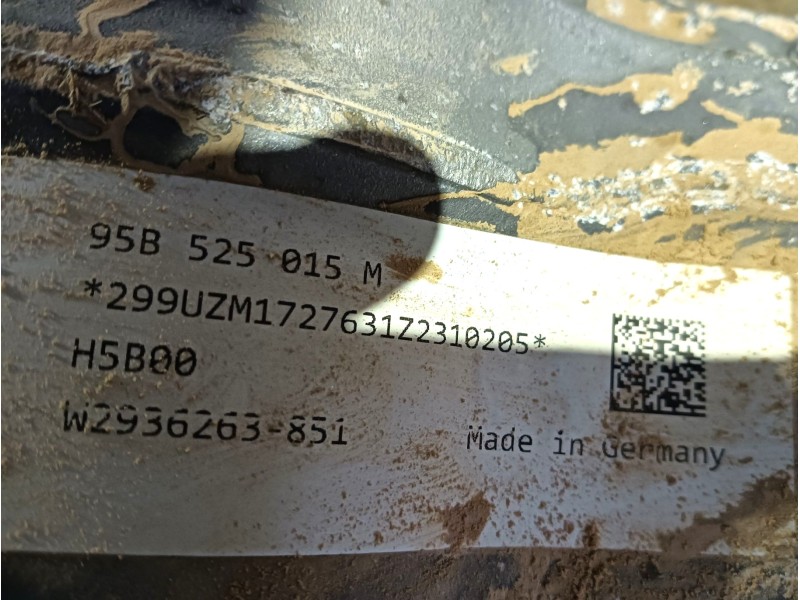 95B 525 015 M
*299UZM1727631Z2310205*
H5B00
W2936263-851
Made in Germany